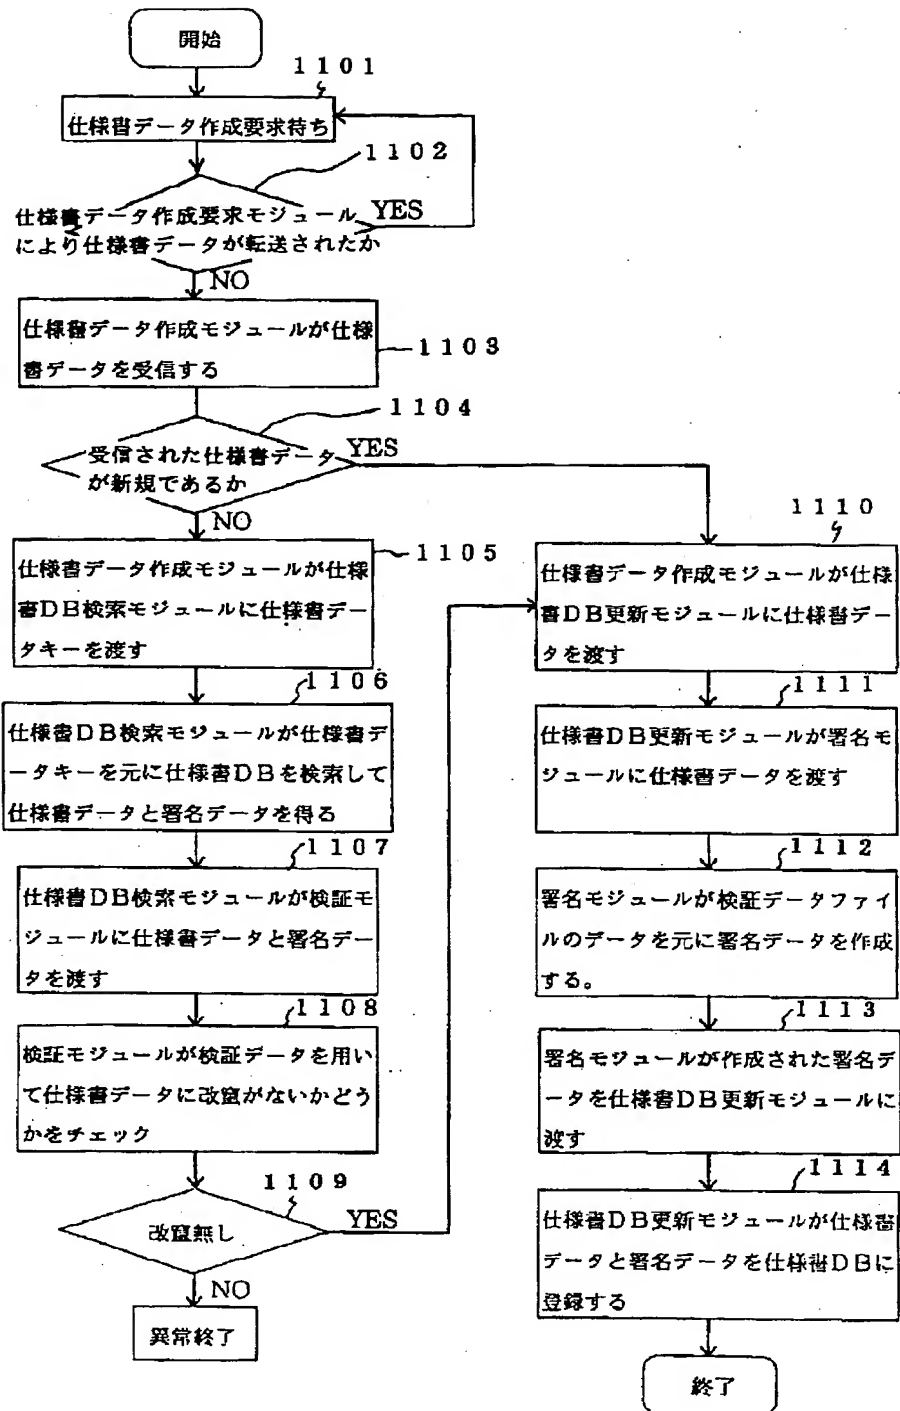 開始
1101
仕様書データ作成要求待ち
1102
仕様書データ作成要求モジュール
により仕様書データが転送されたか
YES
NO
仕様書データ作成モジュールが仕様
書データを受信する
1103
1104
受信された仕様書データ
が新規であるか
YES
NO
1105
仕様書データ作成モジュールが仕様
書DB検索モジュールに仕様書デー
タキーを渡す
1106
仕様書DB検索モジュールが仕様書デ
ータキーを元に仕様書DBを検索して
仕様書データと署名データを得る
1107
仕様書DB検索モジュールが検証モ
ジュールに仕様書データと署名デー
タを渡す
1108
検証モジュールが検証データを用い
て仕様書データに改竄がないかどう
かをチェック
1109
改竄無し
YES
NO
異常終了
1110
仕様書データ作成モジュールが仕様
書DB更新モジュールに仕様書デー
タを渡す
1111
仕様書DB更新モジュールが署名モ
ジュールに仕様書データを渡す
1112
署名モジュールが検証データファイ
ルのデータを元に署名データを作成
する。
1113
署名モジュールが作成された署名デ
ータを仕様書DB更新モジュールに
渡す
1114
仕様書DB更新モジュールが仕様書
データと署名データを仕様書DBに
登録する
終了